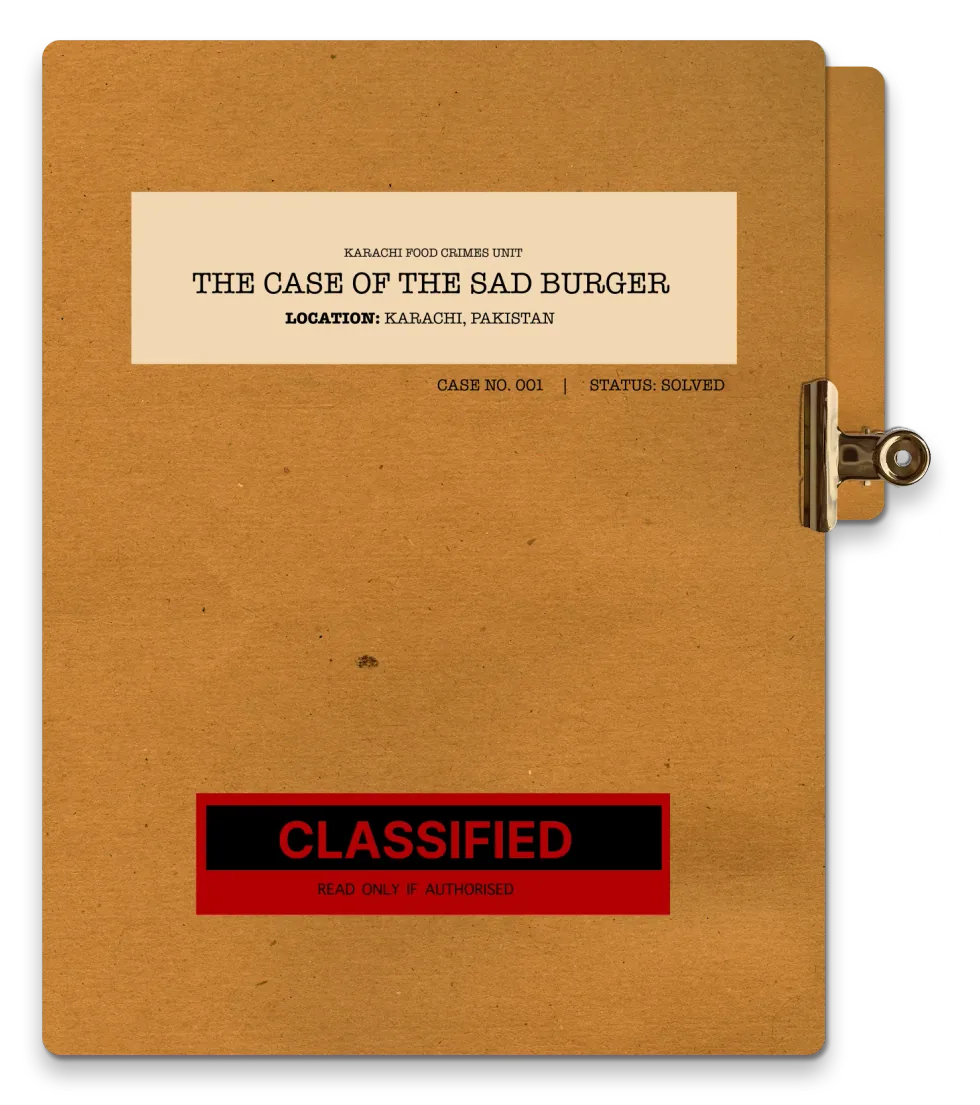 KARACHI FOOD CRIMES UNIT
THE CASE OF THE SAD BURGER
LOCATION: KARACHI, PAKISTAN
CASE NO. 001 | STATUS: SOLVED
CLASSIFIED
READ ONLY IF AUTHORISED